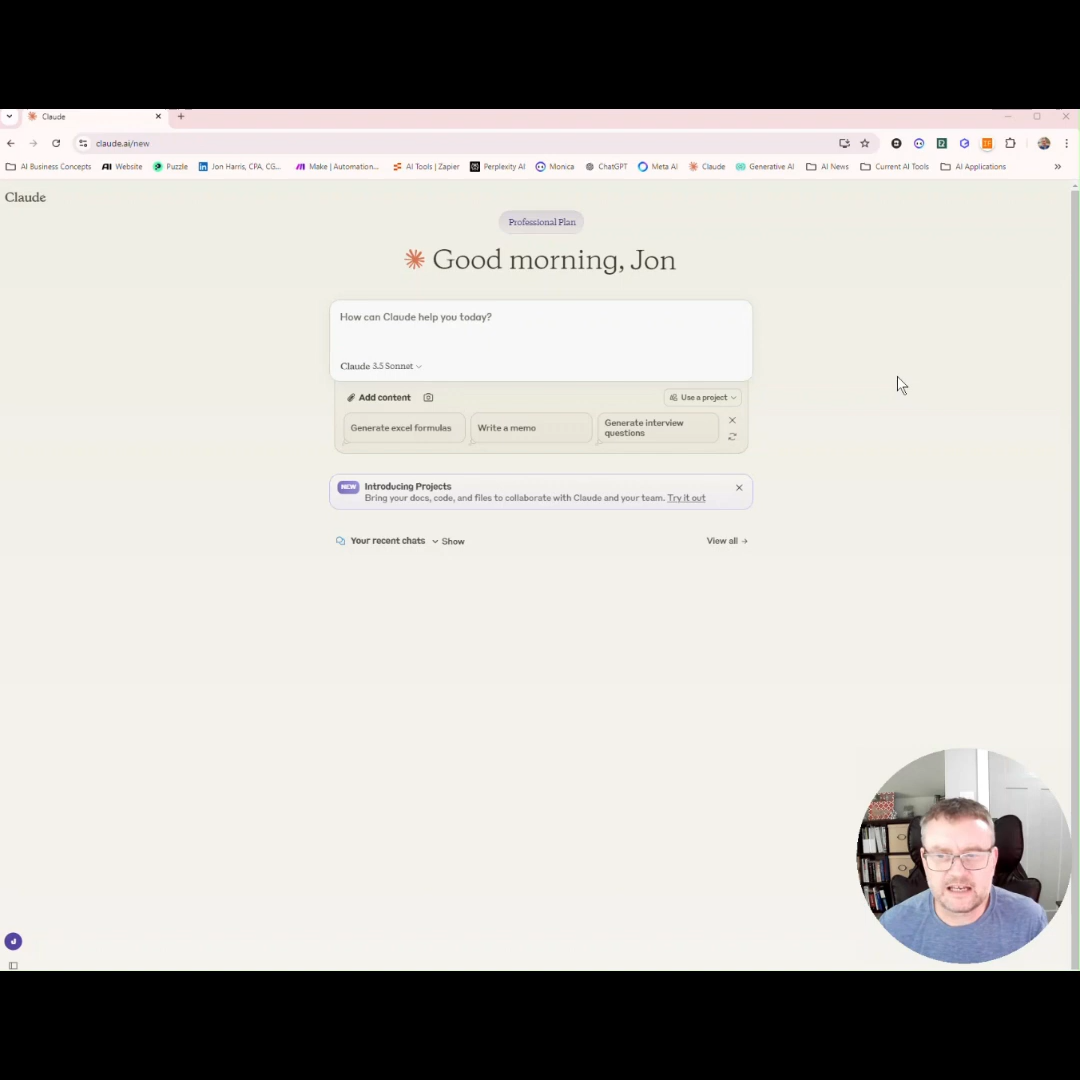 Claude
claude.ai/new
AI Business Concepts
Website
Puzzle
Jon Harris, CPA, CG...
Make | Automation...
AI Tools | Zapier
Perplexity AI
Monica
ChatGPT
Meta AI
Claude
Generative AI
AI News
Current AI Tools
AI Applications
»
Claude
Professional Plan
Good morning, Jon
How can Claude help you today?
Claude 3.5 Sonnet
Add content
Use a project
Generate excel formulas
Write a memo
Generate interview
questions
NEW
Introducing Projects
Bring your docs, code, and files to collaborate with Claude and your team. Try it out
Your recent chats
Show
View all →
J